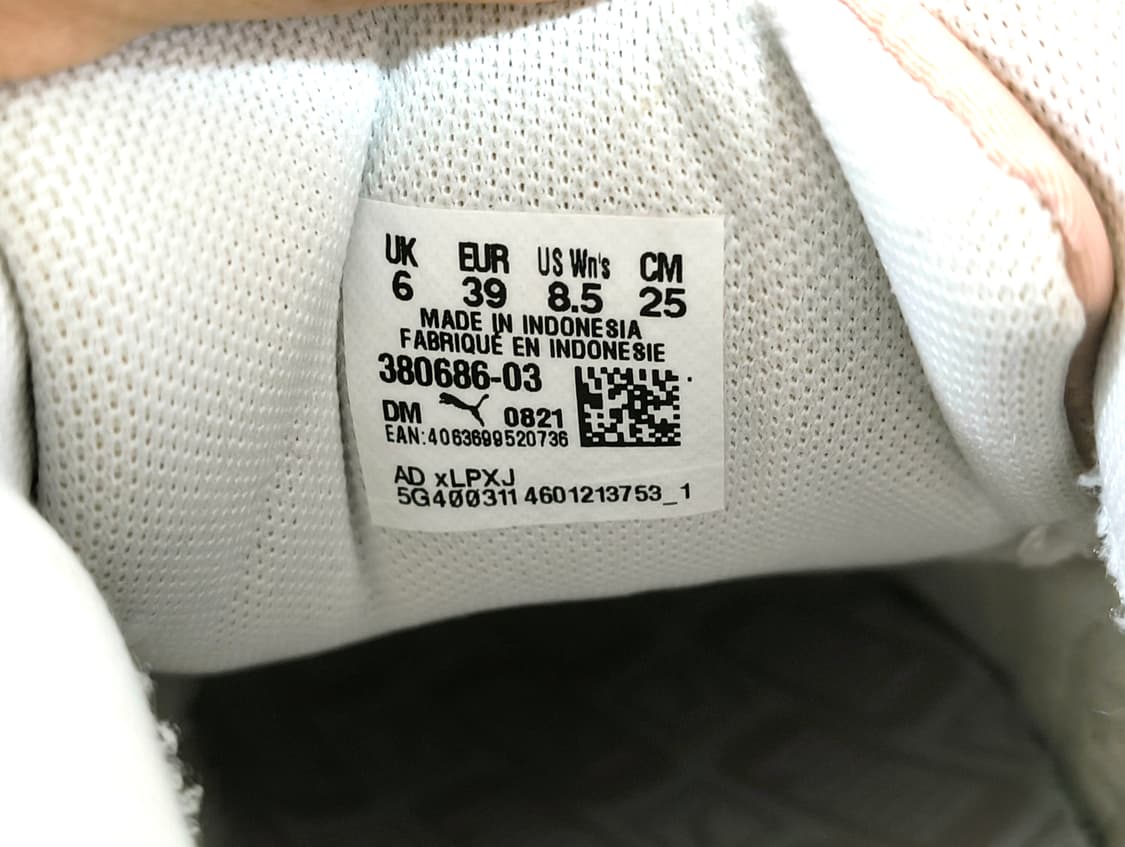 UK EUR US Wn's CM
6 39 8.5 25
MADE IN INDONESIA
FABRIQUÉ EN INDONESIE
380686-03
DM 0821
EAN:4063699520736
AD xLPXJ
5G400311 4601213753_1